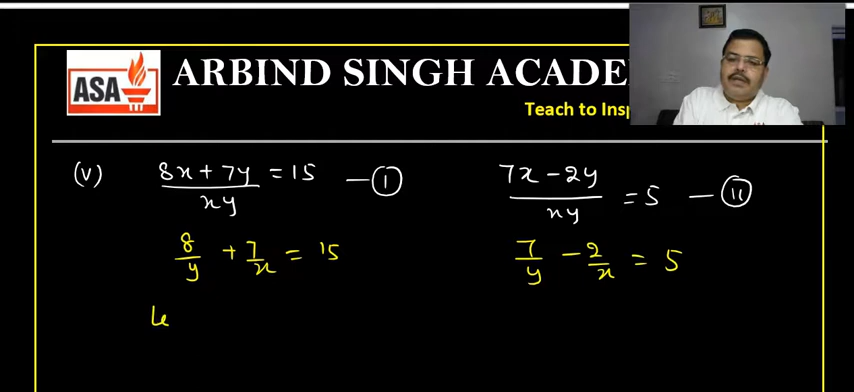 ASA
ARBIND SINGH ACADE
Teach to Insp
(v) 8x + 7y / xy = 15 — (I) 7x - 2y / xy = 5 — (II)
8/y + 7/x = 15 7/y - 2/x = 5